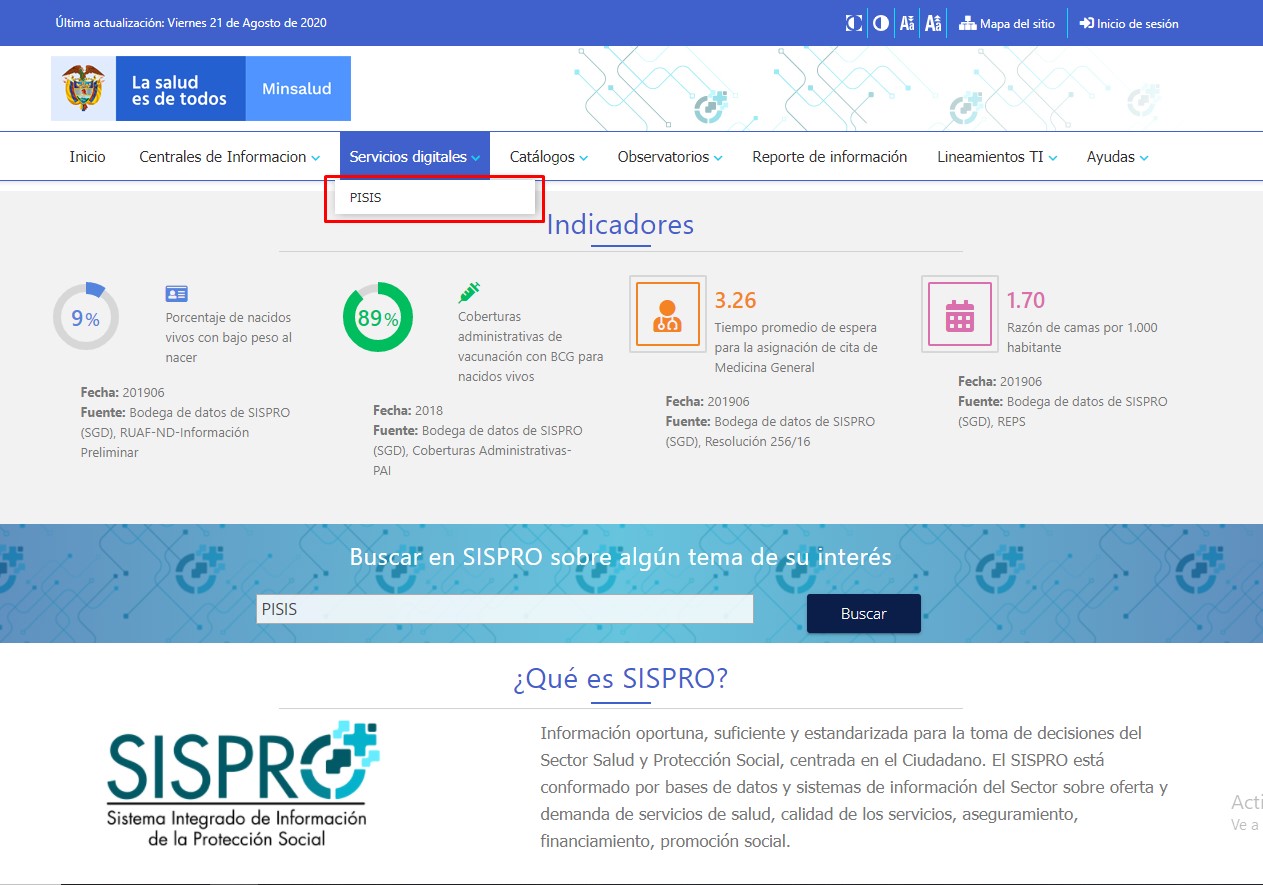 Última actualización: Viernes 21 de Agosto de 2020
Mapa del sitio
Inicio de sesión
La salud
es de todos
Minsalud
Inicio
Centrales de Informacion
Servicios digitales
Catálogos
Observatorios
Reporte de información
Lineamientos TI
Ayudas
PISIS
Indicadores
9%
Porcentaje de nacidos
vivos con bajo peso al
nacer
Fecha: 201906
Fuente: Bodega de datos de SISPRO
(SGD), RUAF-ND-Información
Preliminar
89%
Coberturas
administrativas de
vacunación con BCG para
nacidos vivos
Fecha: 2018
Fuente: Bodega de datos de SISPRO
(SGD), Coberturas Administrativas-
PAI
3.26
Tiempo promedio de espera
para la asignación de cita de
Medicina General
Fecha: 201906
Fuente: Bodega de datos de SISPRO
(SGD), Resolución 256/16
1.70
Razón de camas por 1.000
habitante
Fecha: 201906
Fuente: Bodega de datos de SISPRO
(SGD), REPS
Buscar en SISPRO sobre algún tema de su interés
PISIS
Buscar
¿Qué es SISPRO?
SISPRO
Sistema Integrado de Información
de la Protección Social
Información oportuna, suficiente y estandarizada para la toma de decisiones del
Sector Salud y Protección Social, centrada en el Ciudadano. El SISPRO está
conformado por bases de datos y sistemas de información del Sector sobre oferta y
demanda de servicios de salud, calidad de los servicios, aseguramiento,
financiamiento, promoción social.
Acti
Ve a